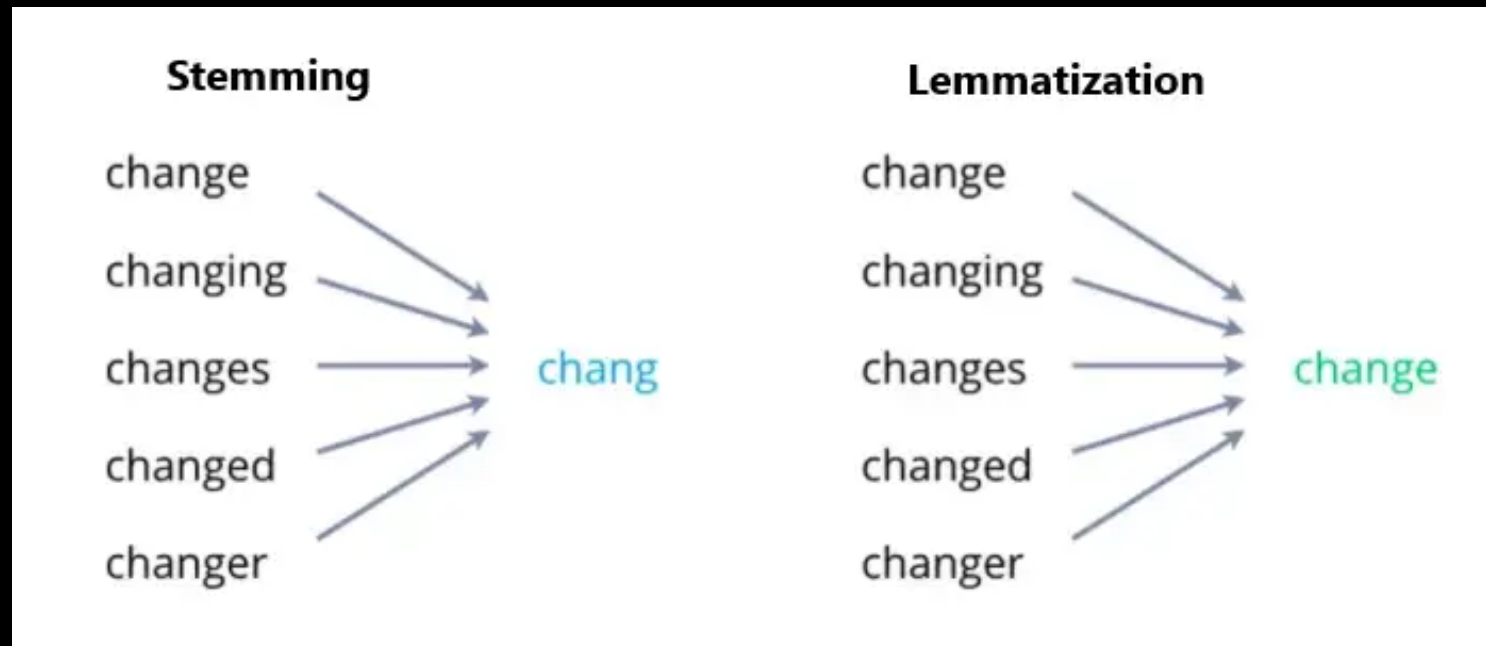 Stemming
change
changing
changes
changed
changer
chang
Lemmatization
change
changing
changes
changed
changer
change